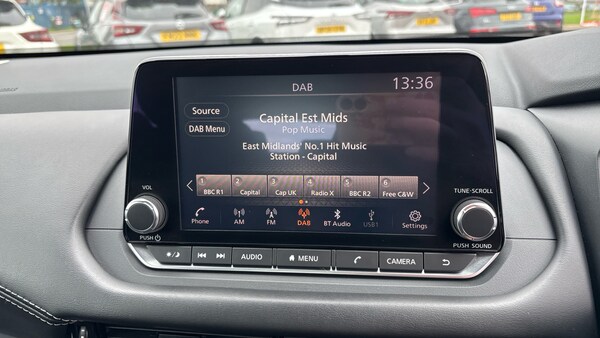 DAB
13:36
Source
Capital Est Mids
Pop Music
DAB Menu
East Midlands' No.1 Hit Music
Station - Capital
1 2 3 4 5 6
BBC R1 Capital Cap UK Radio X BBC R2 Free C&W
VOL
TUNE·SCROLL
Phone AM FM DAB BT Audio USB1 Settings
PUSH
PUSH SOUND
AUDIO MENU CAMERA